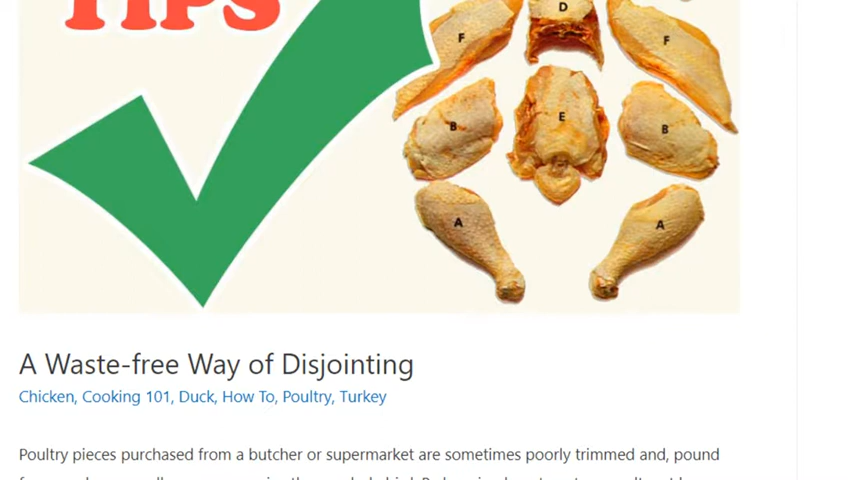 TIPS
D
F F
E
B B
A A
A Waste-free Way of Disjointing
Chicken, Cooking 101, Duck, How To, Poultry, Turkey
Poultry pieces purchased from a butcher or supermarket are sometimes poorly trimmed and, pound